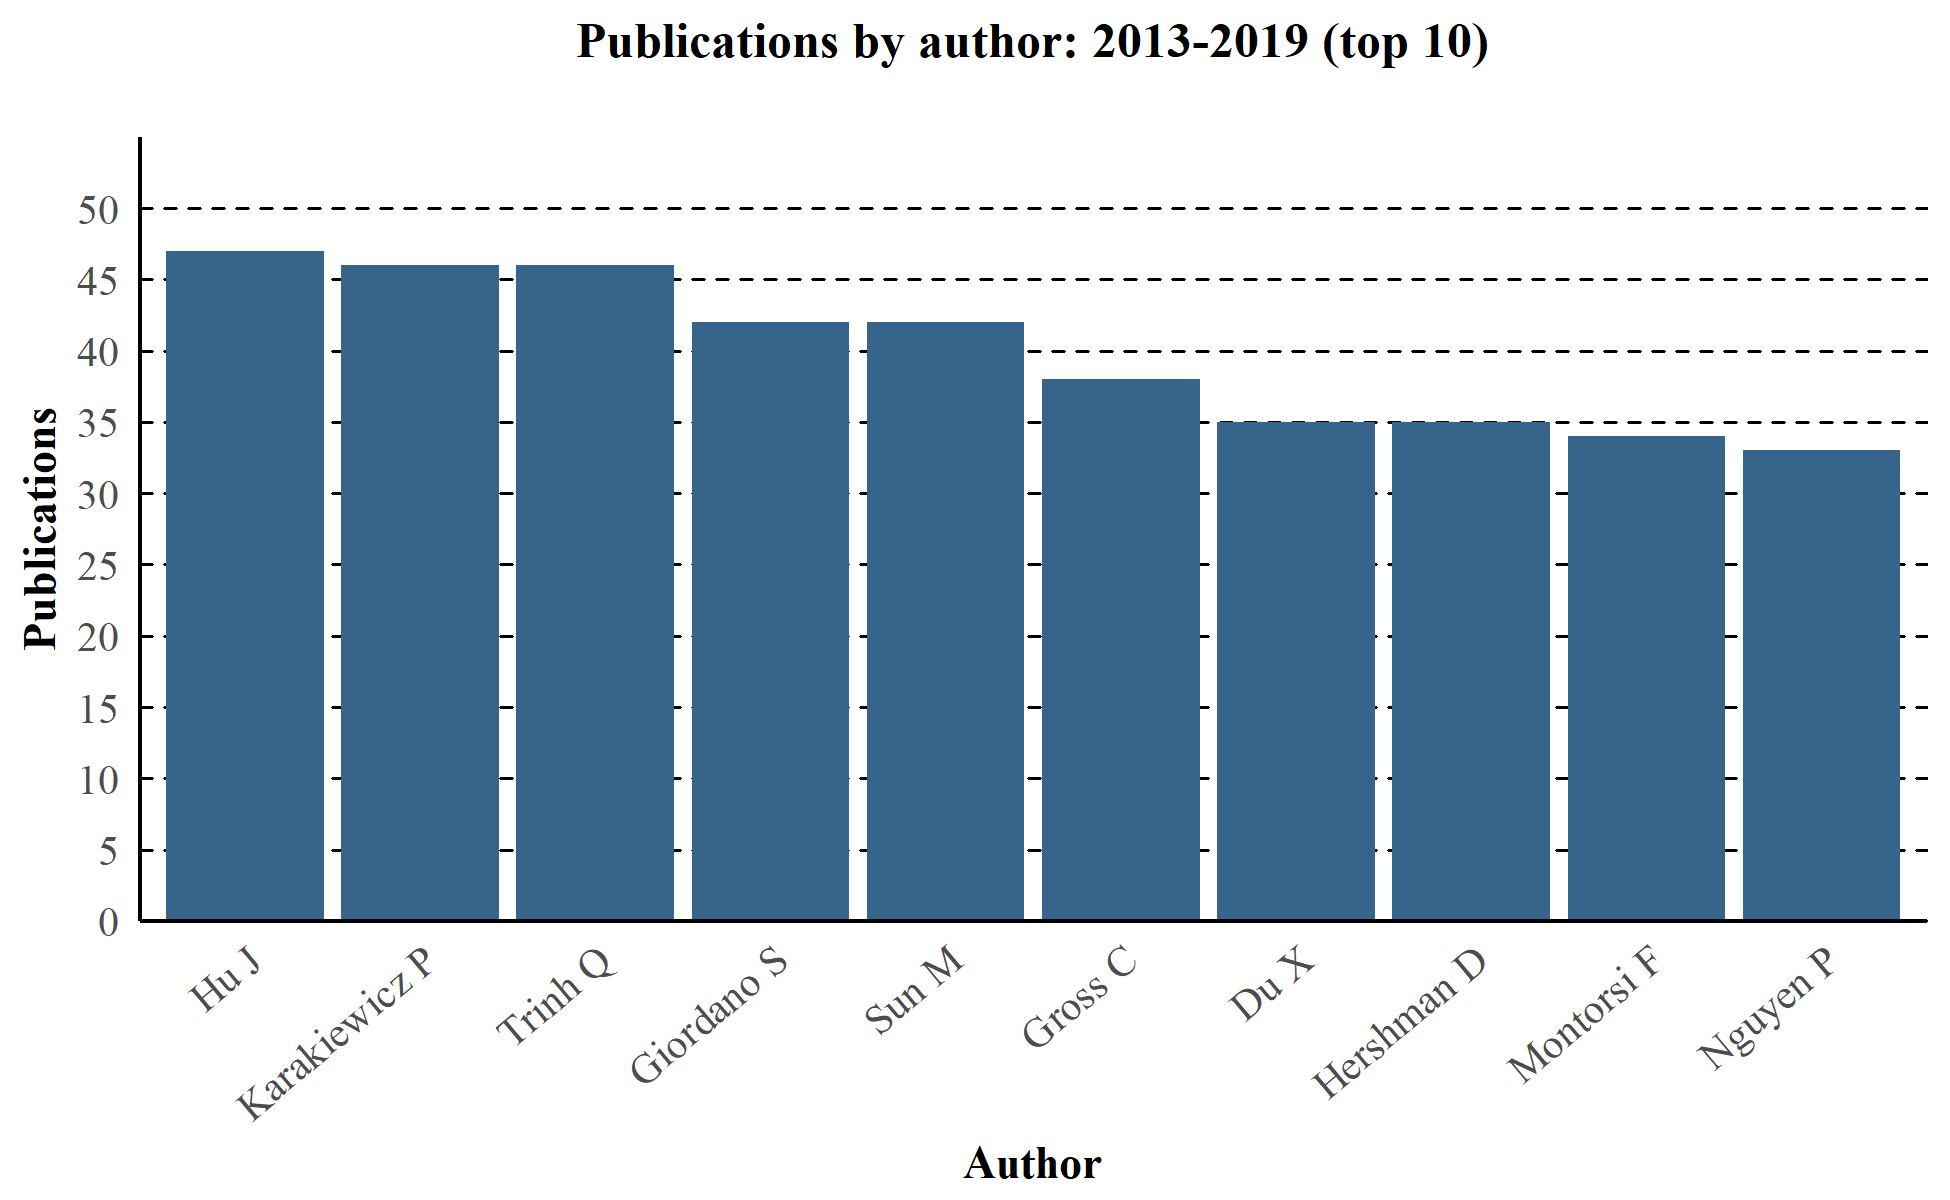 Publications by author: 2013-2019 (top 10)
Publications
50
45
40
35
30
25
20
15
10
5
0
Hu J
Karakiewicz P
Trinh Q
Giordano S
Sun M
Gross C
Du X
Hershman D
Montorsi F
Nguyen P
Author